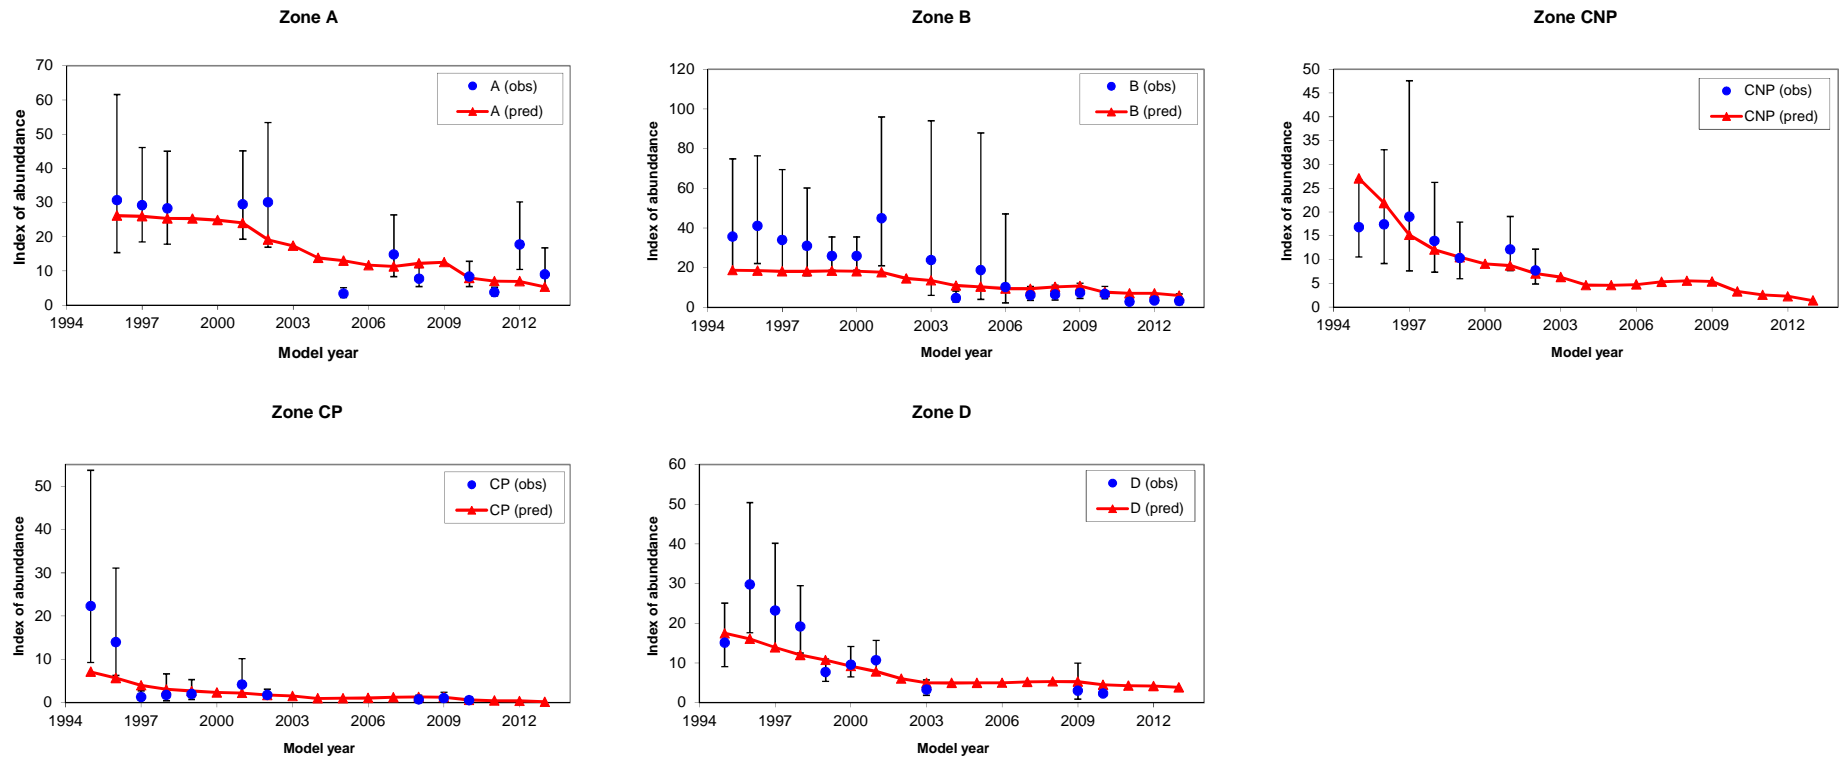 Zone A
70
60
50
40
30
20
10
0
Index of abunddance
1994 1997 2000 2003 2006 2009 2012
Model year
A (obs)
A (pred)
Zone B
120
100
80
60
40
20
0
Index of abunddance
1994 1997 2000 2003 2006 2009 2012
Model year
B (obs)
B (pred)
Zone CNP
50
45
40
35
30
25
20
15
10
5
0
Index of abunddance
1994 1997 2000 2003 2006 2009 2012
Model year
CNP (obs)
CNP (pred)
Zone CP
50
40
30
20
10
0
Index of abunddance
1994 1997 2000 2003 2006 2009 2012
Model year
CP (obs)
CP (pred)
Zone D
60
50
40
30
20
10
0
Index of abunddance
1994 1997 2000 2003 2006 2009 2012
Model year
D (obs)
D (pred)